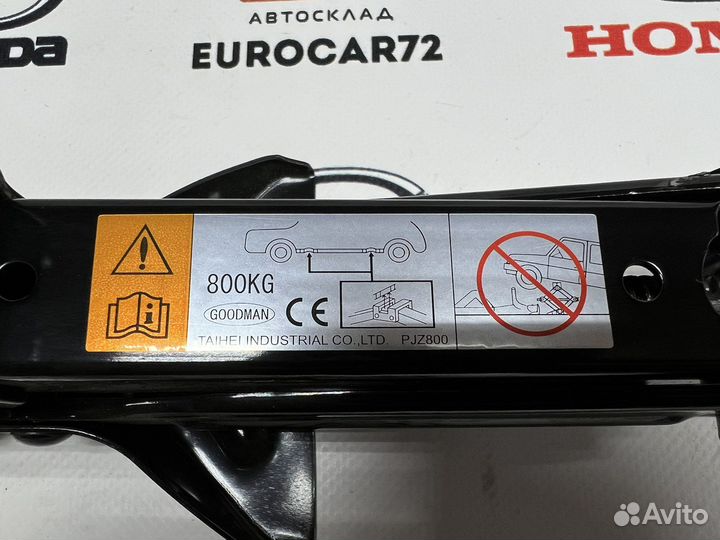 АВТОСКЛАД
EUROCAR72
DA
HON
800KG
GOODMAN
CE
TAIHEI INDUSTRIAL CO.,LTD. PJZ800
i
Avito